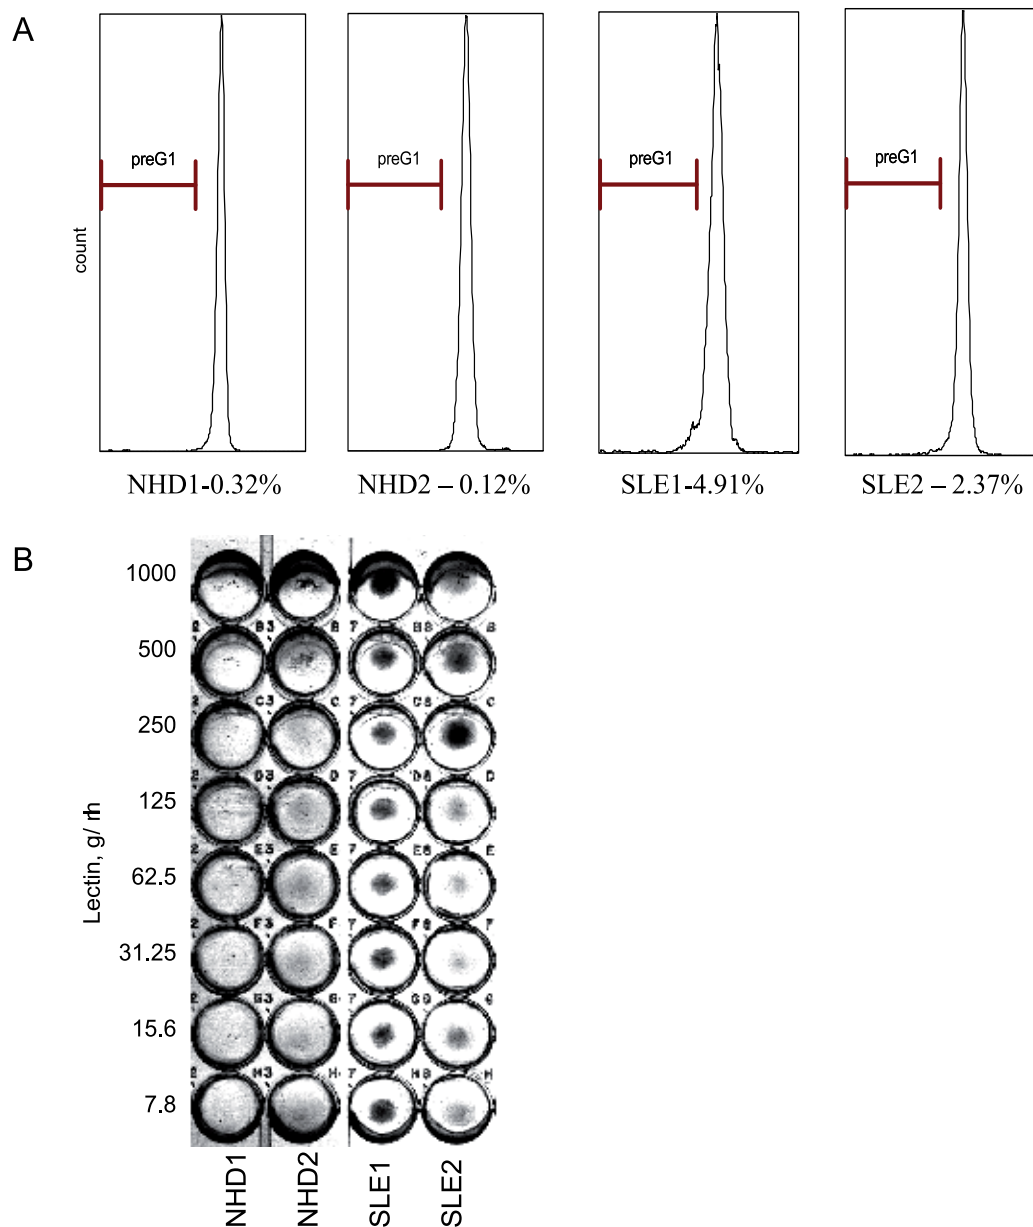 A
preG1
preG1
preG1
preG1
count
NHD1-0.32%
NHD2 – 0.12%
SLE1-4.91%
SLE2 – 2.37%
B
1000
500
250
125
62.5
31.25
15.6
7.8
Lectin, g/
NHD1
NHD2
SLE1
SLE2